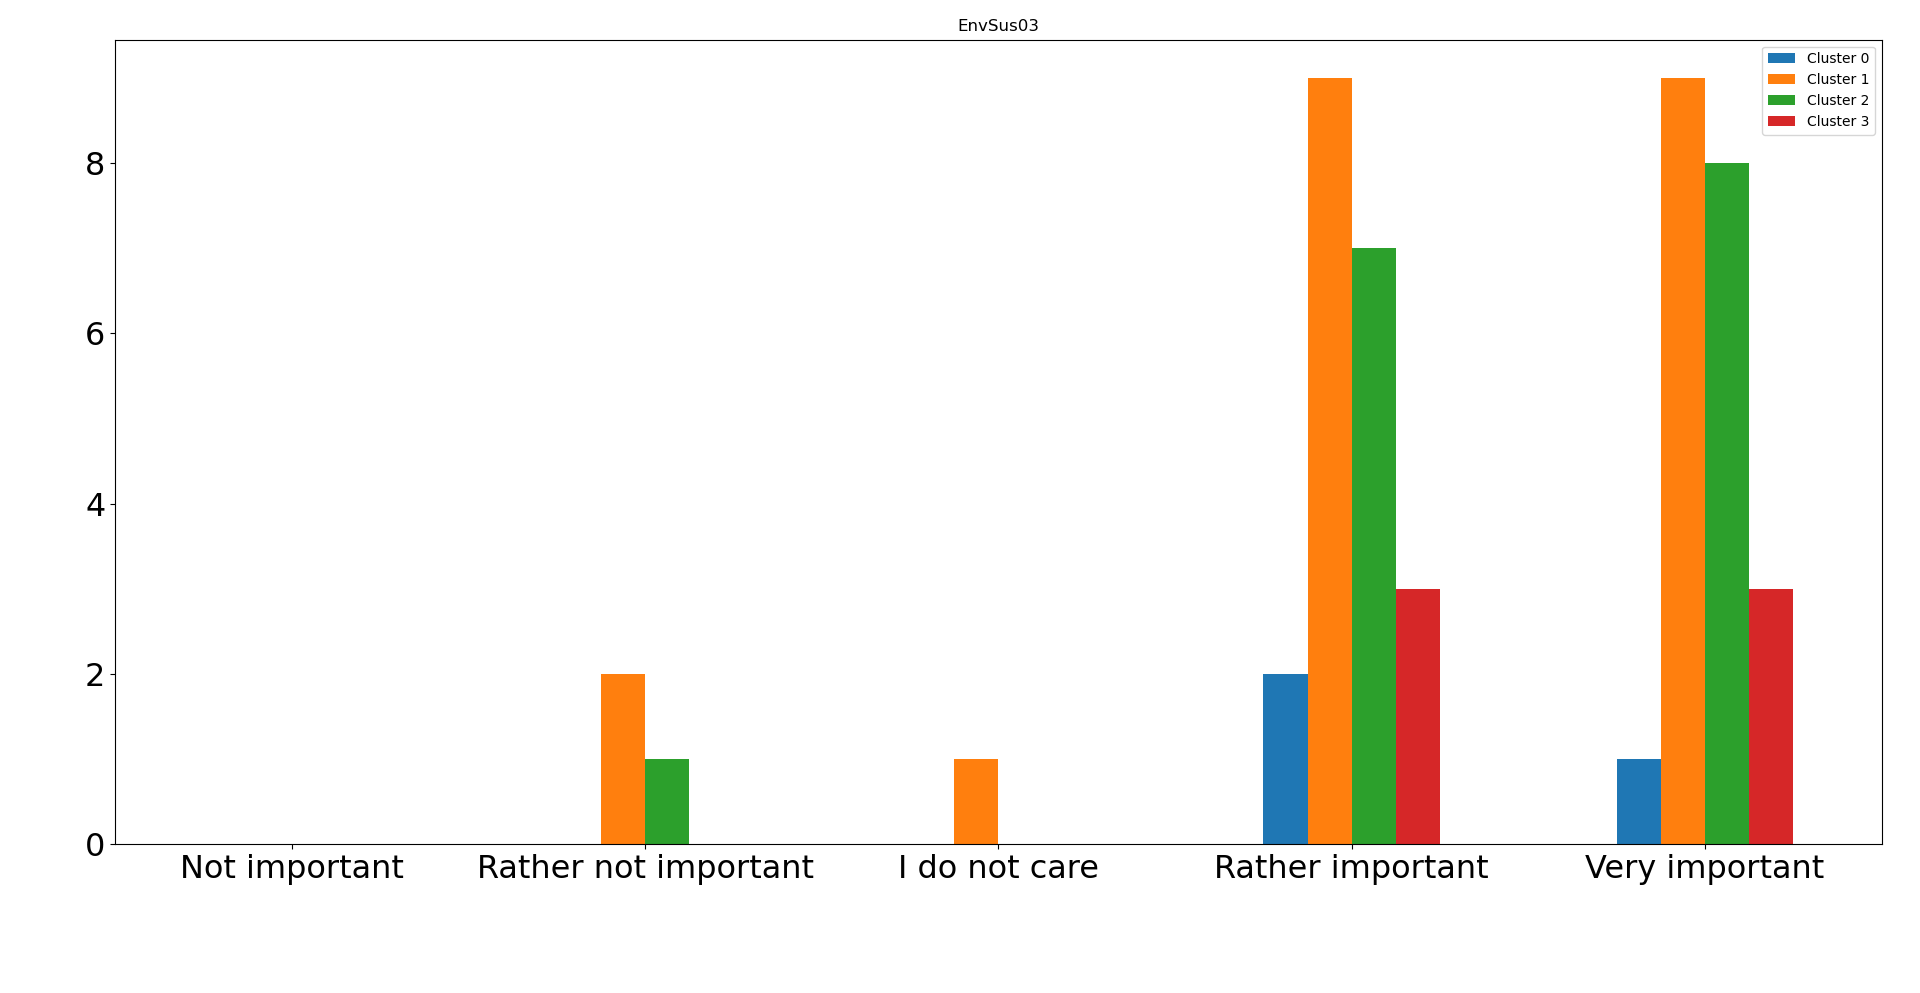 EnvSus03
Cluster 0
Cluster 1
Cluster 2
Cluster 3
8
6
4
2
0
Not important Rather not important I do not care Rather important Very important